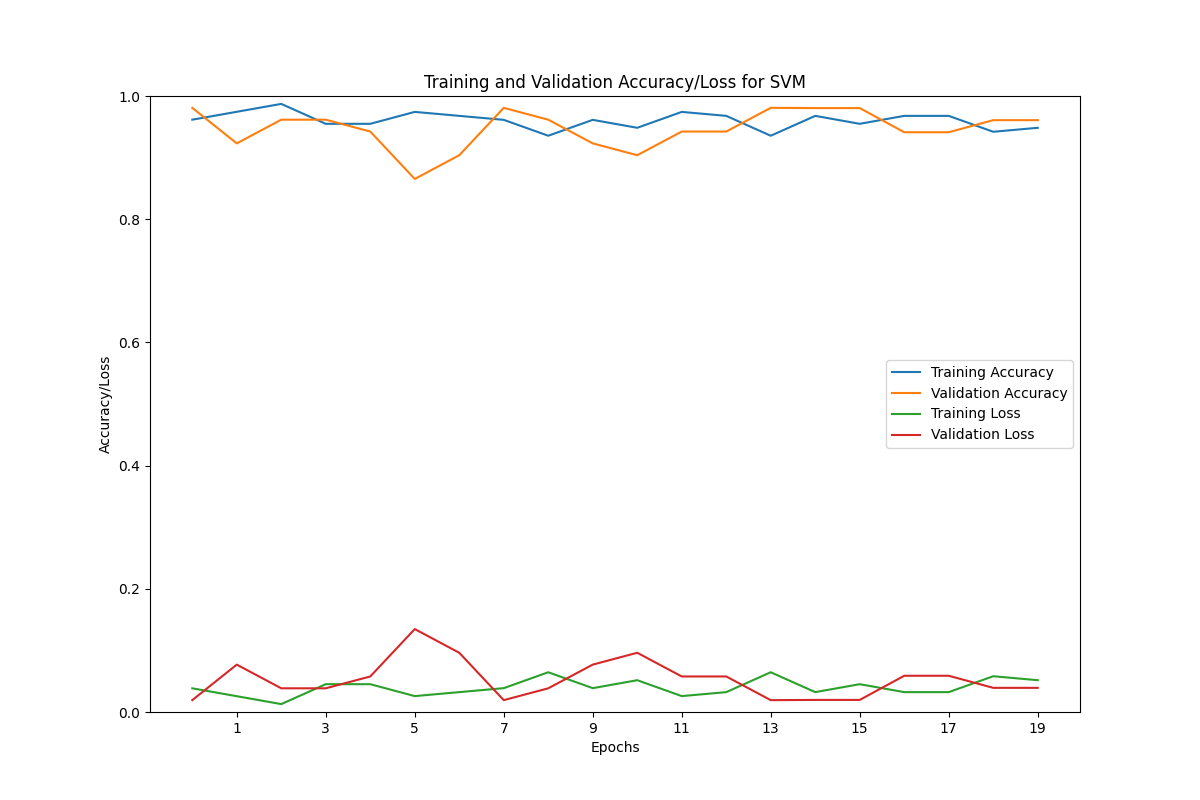 Training and Validation Accuracy/Loss for SVM
1.0
0.8
0.6
0.4
0.2
0.0
Accuracy/Loss
Training Accuracy
Validation Accuracy
Training Loss
Validation Loss
1 3 5 7 9 11 13 15 17 19
Epochs